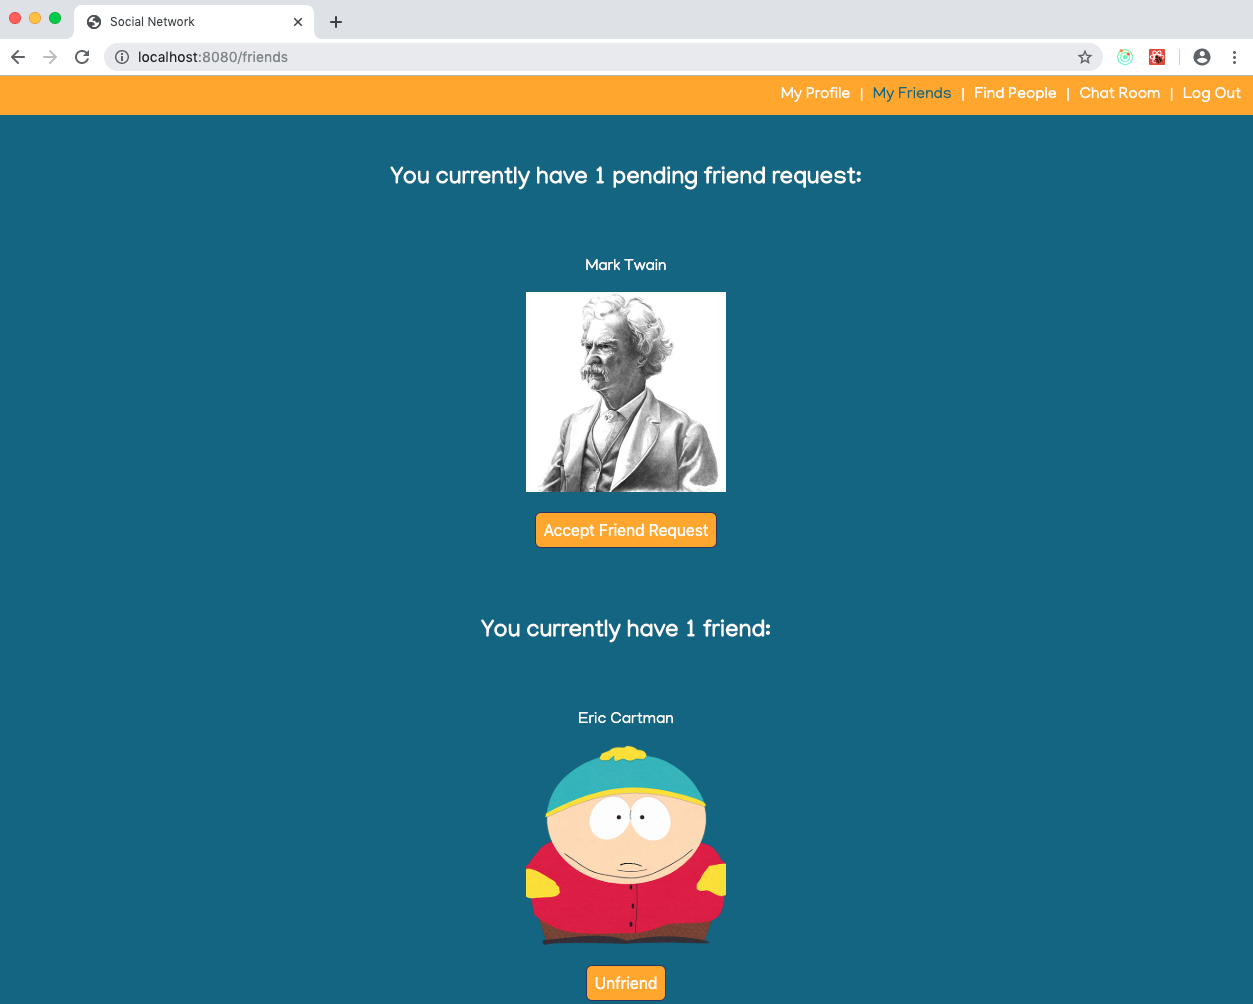 Social Network
localhost:8080/friends
My Profile | My Friends | Find People | Chat Room | Log Out
You currently have 1 pending friend request:
Mark Twain
Accept Friend Request
You currently have 1 friend:
Eric Cartman
Unfriend